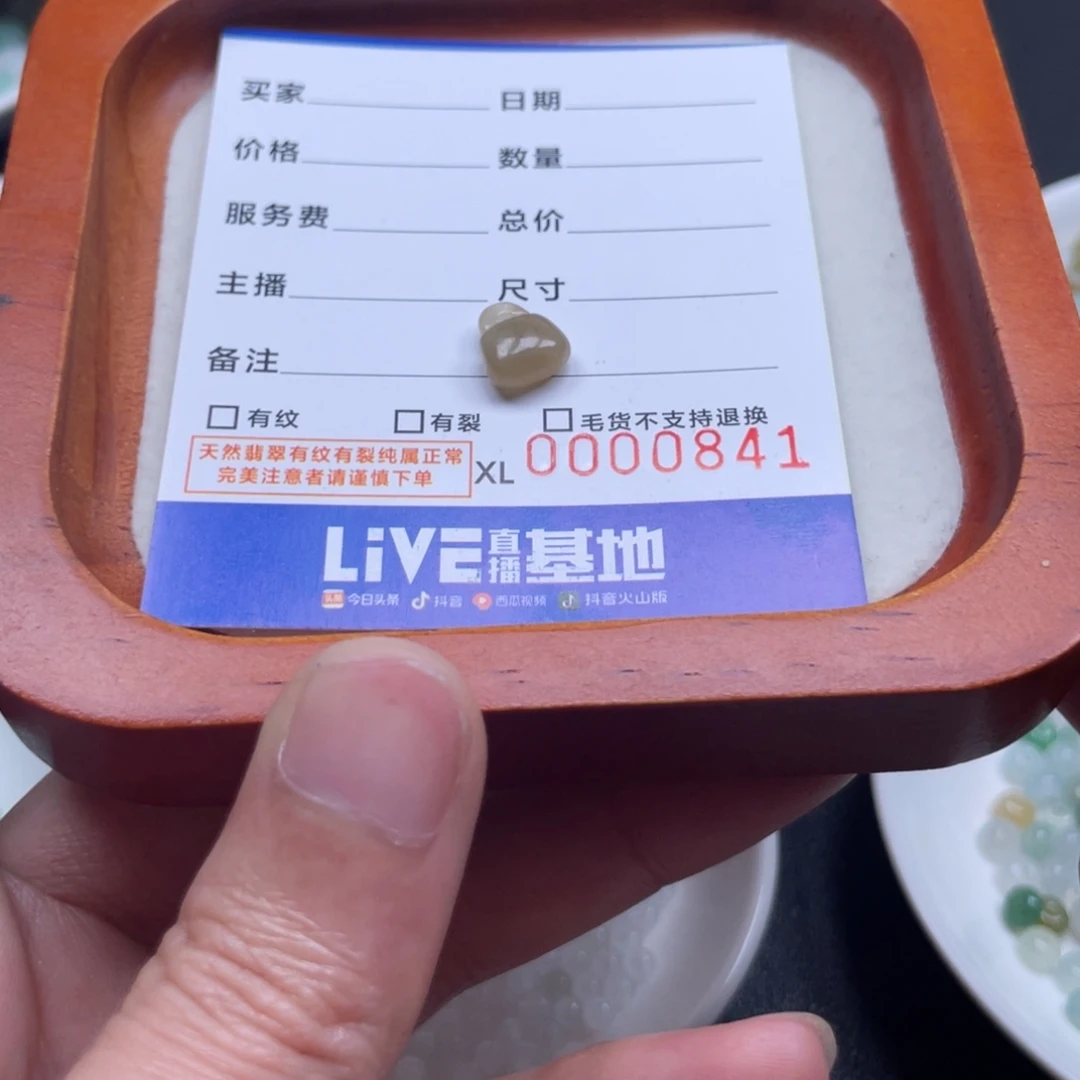 买家 日期
价格 数量
服务费 总价
主播 尺寸
备注
有纹 有裂 毛货不支持退换
天然翡翠有纹有裂纯属正常
完美注意者请谨慎下单
XL 0000841
LiVE直播基地
头条 今日头条 抖音 西瓜视频 抖音火山版